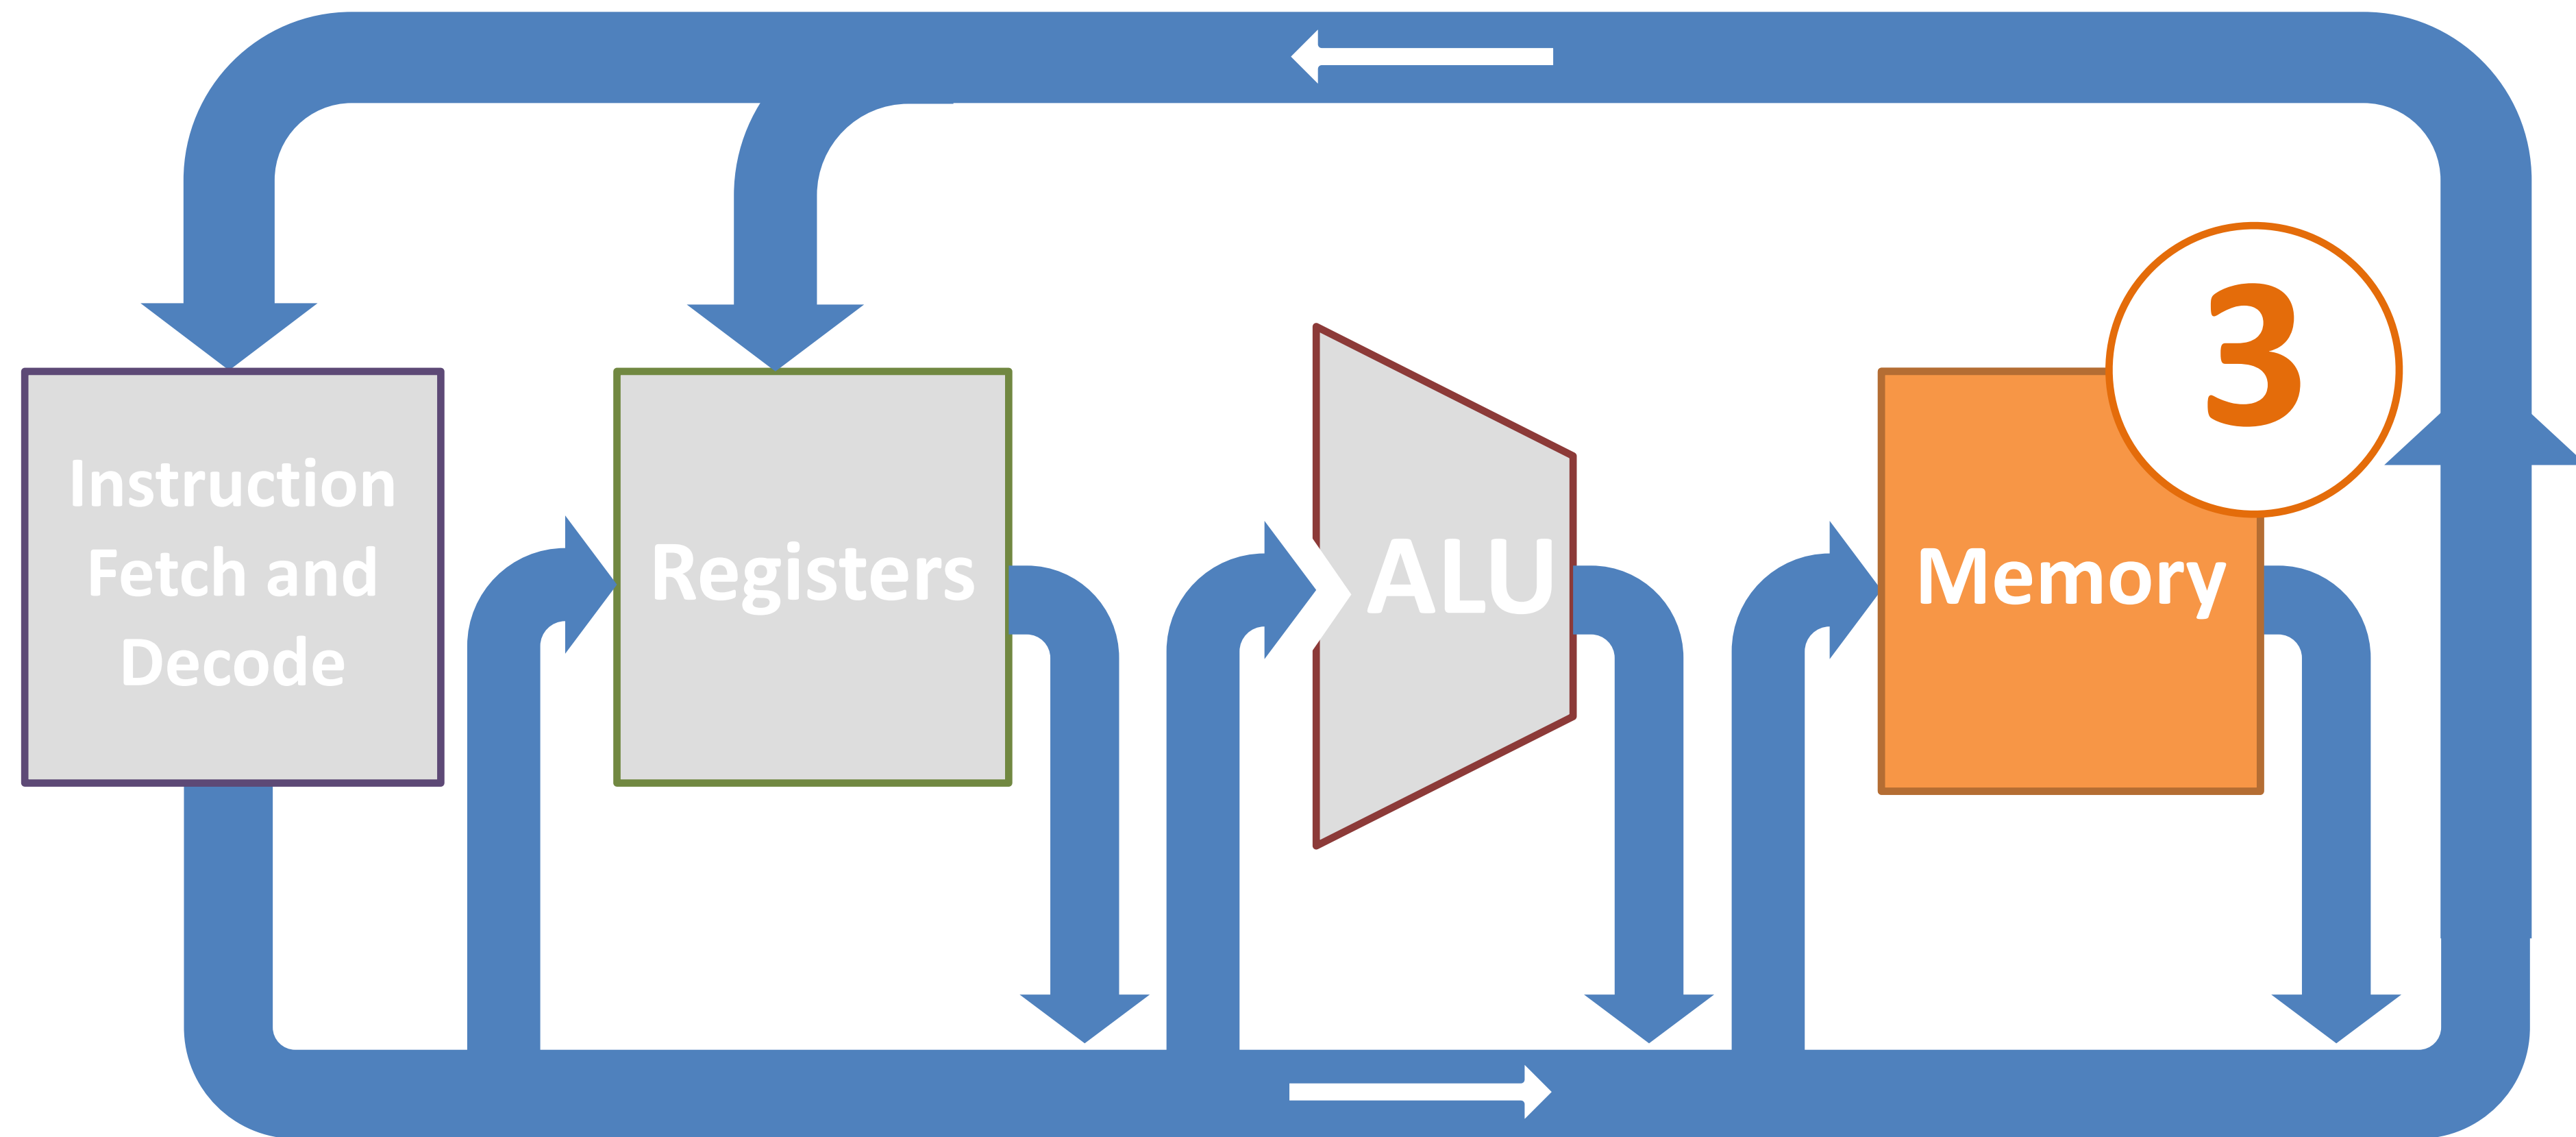 Instruction
Fetch and
Decode
Registers
ALU
Memory
3